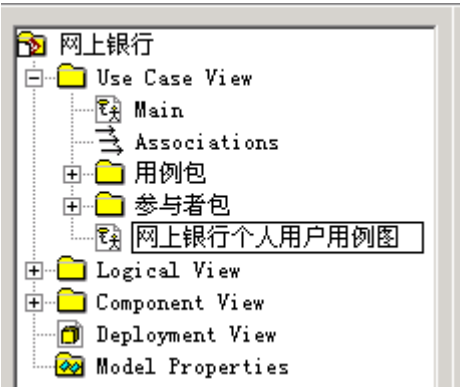 网上银行
Use Case View
Main
Associations
用例包
参与者包
网上银行个人用户用例图
Logical View
Component View
Deployment View
Model Properties